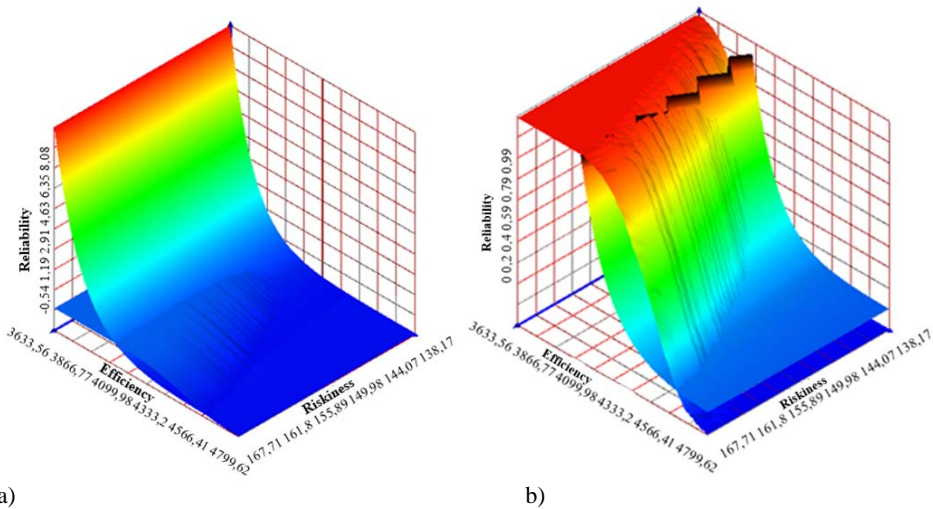 Reliability
-0,54 1,19 2,91 4,63 6,35 8,08
3633,56 3866,77 4099,98 4333,2 4566,41 4799,62
Efficiency
167,71 161,8 155,89 149,98 144,07 138,17
Riskiness
Reliability
0 0,2 0,4 0,59 0,79 0,99
3633,56 3866,77 4099,98 4333,2 4566,41 4799,62
Efficiency
167,71 161,8 155,89 149,98 144,07 138,17
Riskiness
a)
b)